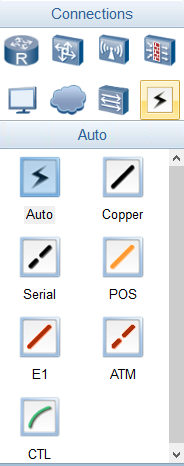 Connections
R
Auto
Auto Copper
Serial POS
E1 ATM
CTL